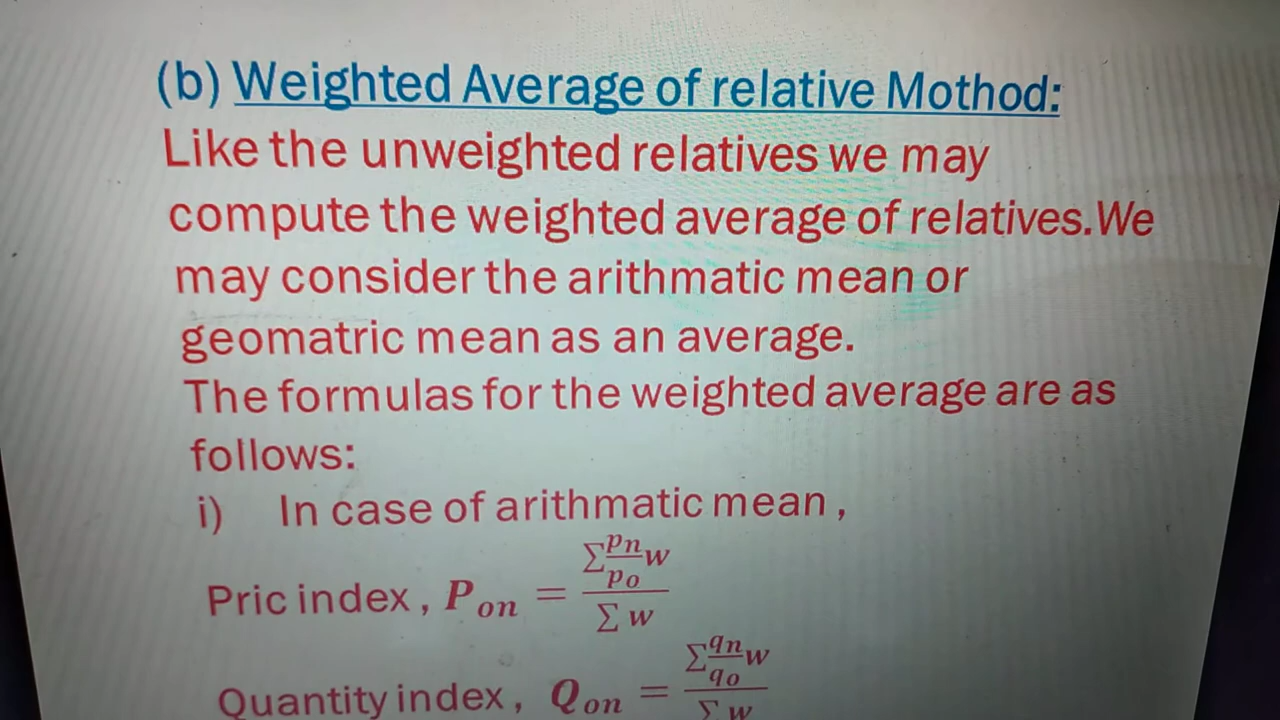 (b) Weighted Average of relative Mothod:
Like the unweighted relatives we may
compute the weighted average of relatives.We
may consider the arithmatic mean or
geomatric mean as an average.
The formulas for the weighted average are as
follows:
i) In case of arithmatic mean ,
Pric index , P_on = (∑ (pn/po) w) / (∑ w)
Quantity index , Q_on = (∑ (qn/qo) w) / (∑ w)